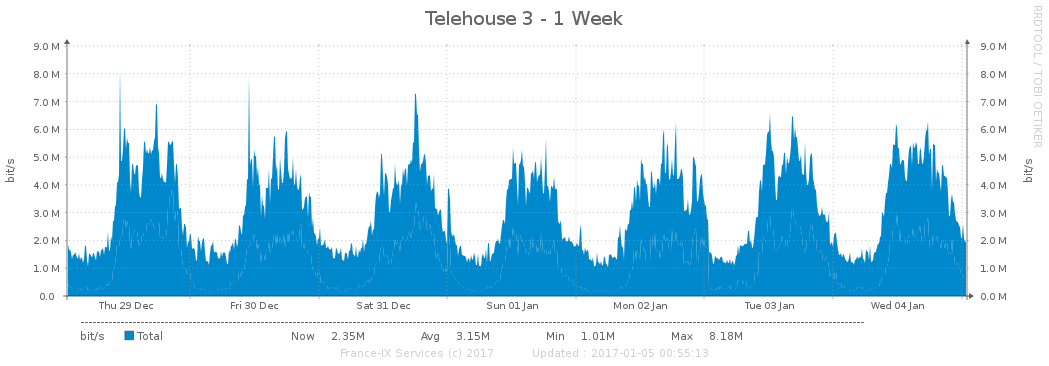 Telehouse 3 - 1 Week
RRDTOOL / TOBI OETIKER
bit/s
9.0 M 9.0 M
8.0 M 8.0 M
7.0 M 7.0 M
6.0 M 6.0 M
5.0 M 5.0 M
4.0 M 4.0 M
3.0 M 3.0 M
2.0 M 2.0 M
1.0 M 1.0 M
0.0 0.0 M
bit/s
Thu 29 Dec Fri 30 Dec Sat 31 Dec Sun 01 Jan Mon 02 Jan Tue 03 Jan Wed 04 Jan
bit/s Total Now 2.35M Avg 3.15M Min 1.01M Max 8.18M
France-IX Services (c) 2017 Updated : 2017-01-05 00:55:13